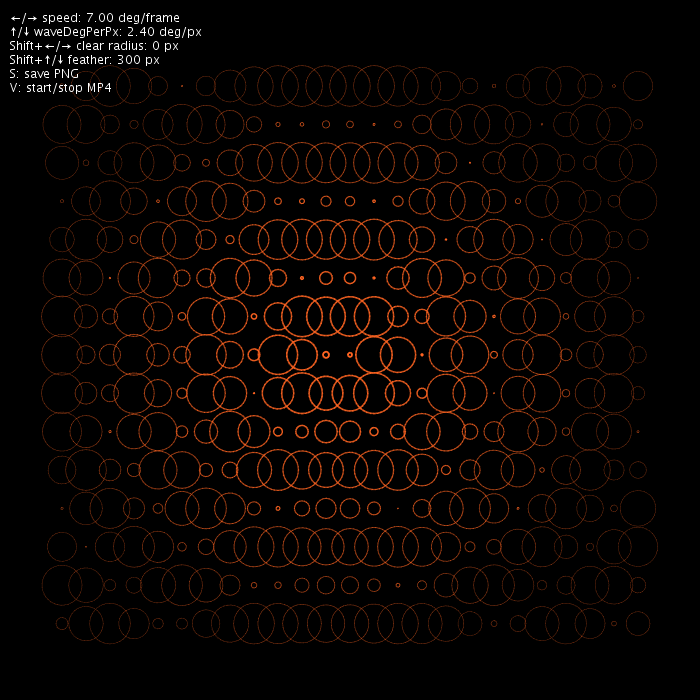 ←/→ speed: 7.00 deg/frame
↑/↓ waveDegPerPx: 2.40 deg/px
Shift+←/→ clear radius: 0 px
Shift+↑/↓ feather: 300 px
S: save PNG
V: start/stop MP4